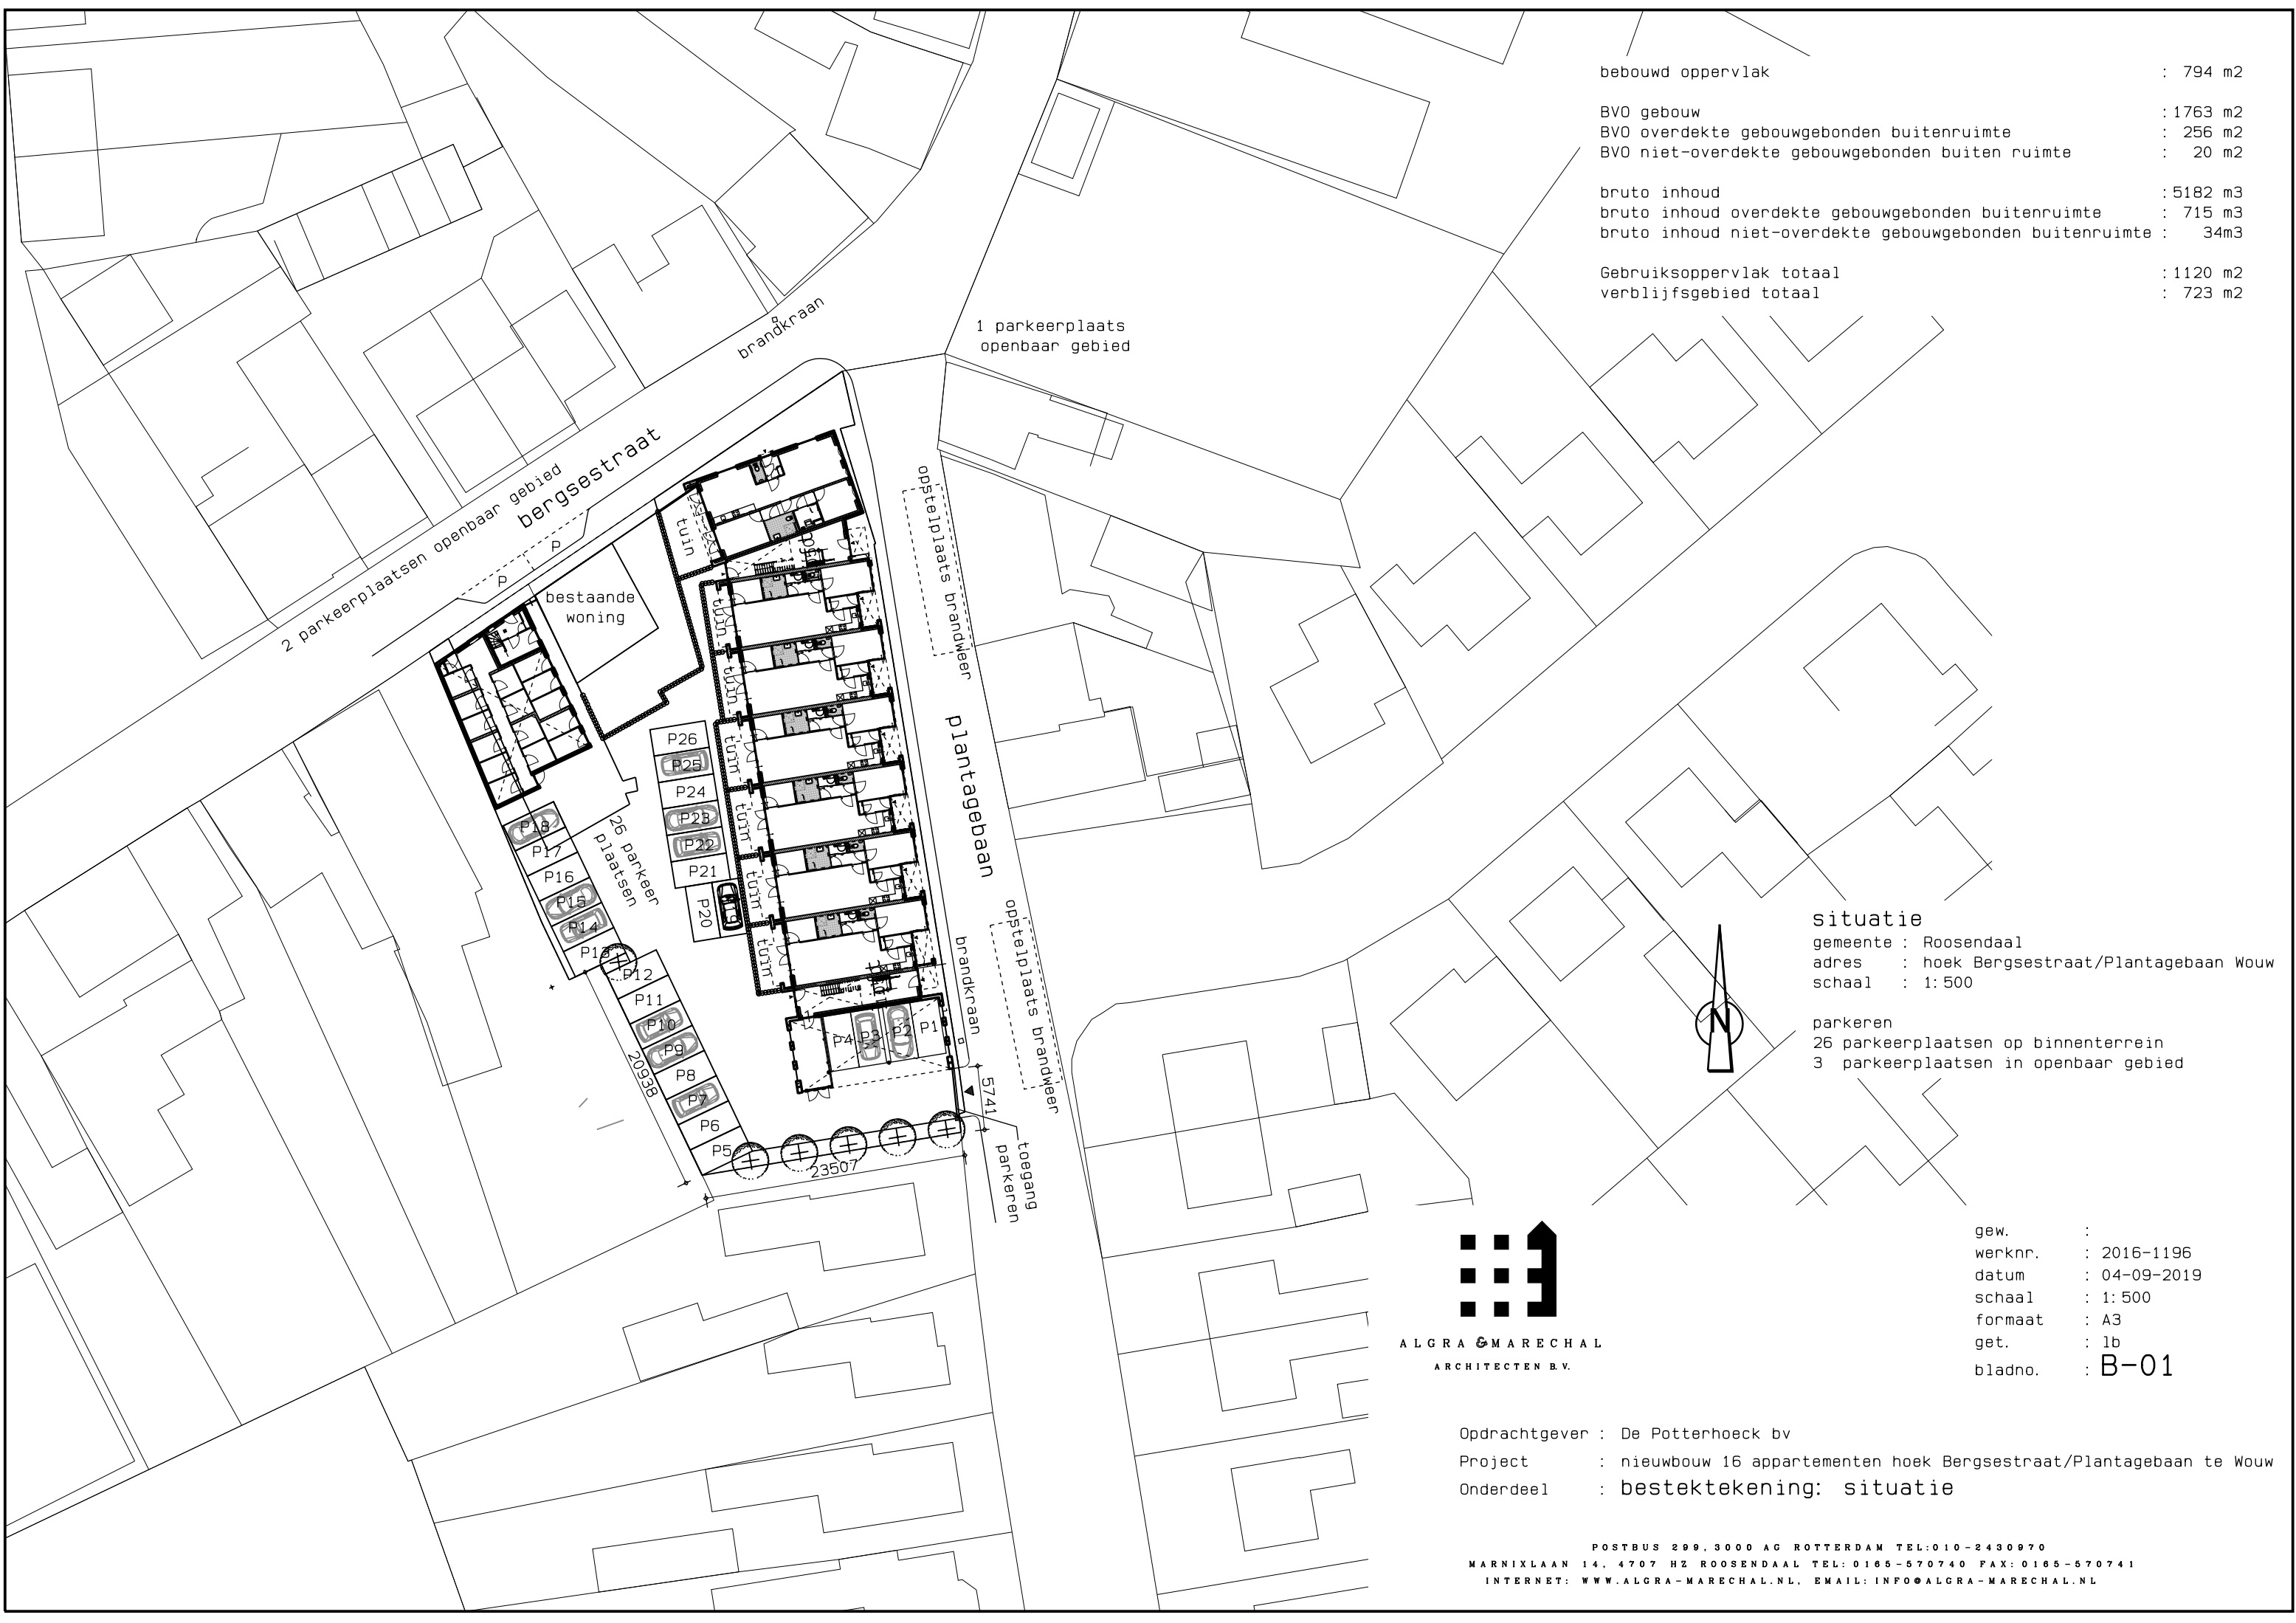 bebouwd oppervlak : 794 m2
BVO gebouw :1763 m2
BVO overdekte gebouwgebonden buitenruimte : 256 m2
BVO niet-overdekte gebouwgebonden buiten ruimte : 20 m2
bruto inhoud :5182 m3
bruto inhoud overdekte gebouwgebonden buitenruimte : 715 m3
bruto inhoud niet-overdekte gebouwgebonden buitenruimte : 34m3
Gebruiksoppervlak totaal :1120 m2
verblijfsgebied totaal : 723 m2
brandkraan
1 parkeerplaats
openbaar gebied
bergsestraat
2 parkeerplaatsen openbaar gebied
P
P
bestaande
woning
tuin
tuin
tuin
tuin
tuin
tuin
tuin
opstelplaats brandweer
plantagebaan
P26
P25
P24
P23
P22
P21
P20
P19
26 parkeer
plaatsen
P18
P17
P16
P15
P14
P13
P12
P11
P10
P9
P8
P7
P6
P5
P4
P3
P2
P1
brandkraan
opstelplaats brandweer
20938
23507
5741
toegang
parkeren
situatie
gemeente : Roosendaal
adres : hoek Bergsestraat/Plantagebaan Wouw
schaal : 1:500
N
parkeren
26 parkeerplaatsen op binnenterrein
3 parkeerplaatsen in openbaar gebied
ALGRA & MARECHAL
ARCHITECTEN B.V.
gew. :
werknr. : 2016-1196
datum : 04-09-2019
schaal : 1:500
formaat : A3
get. : lb
bladno. : B-01
Opdrachtgever : De Potterhoeck bv
Project : nieuwbouw 16 appartementen hoek Bergsestraat/Plantagebaan te Wouw
Onderdeel : bestektekening: situatie
POSTBUS 299, 3000 AG ROTTERDAM TEL:010-2430970
MARNIXLAAN 14, 4707 HZ ROOSENDAAL TEL:0165-570740 FAX:0165-570741
INTERNET: WWW.ALGRA-MARECHAL.NL, EMAIL:INFO@ALGRA-MARECHAL.NL